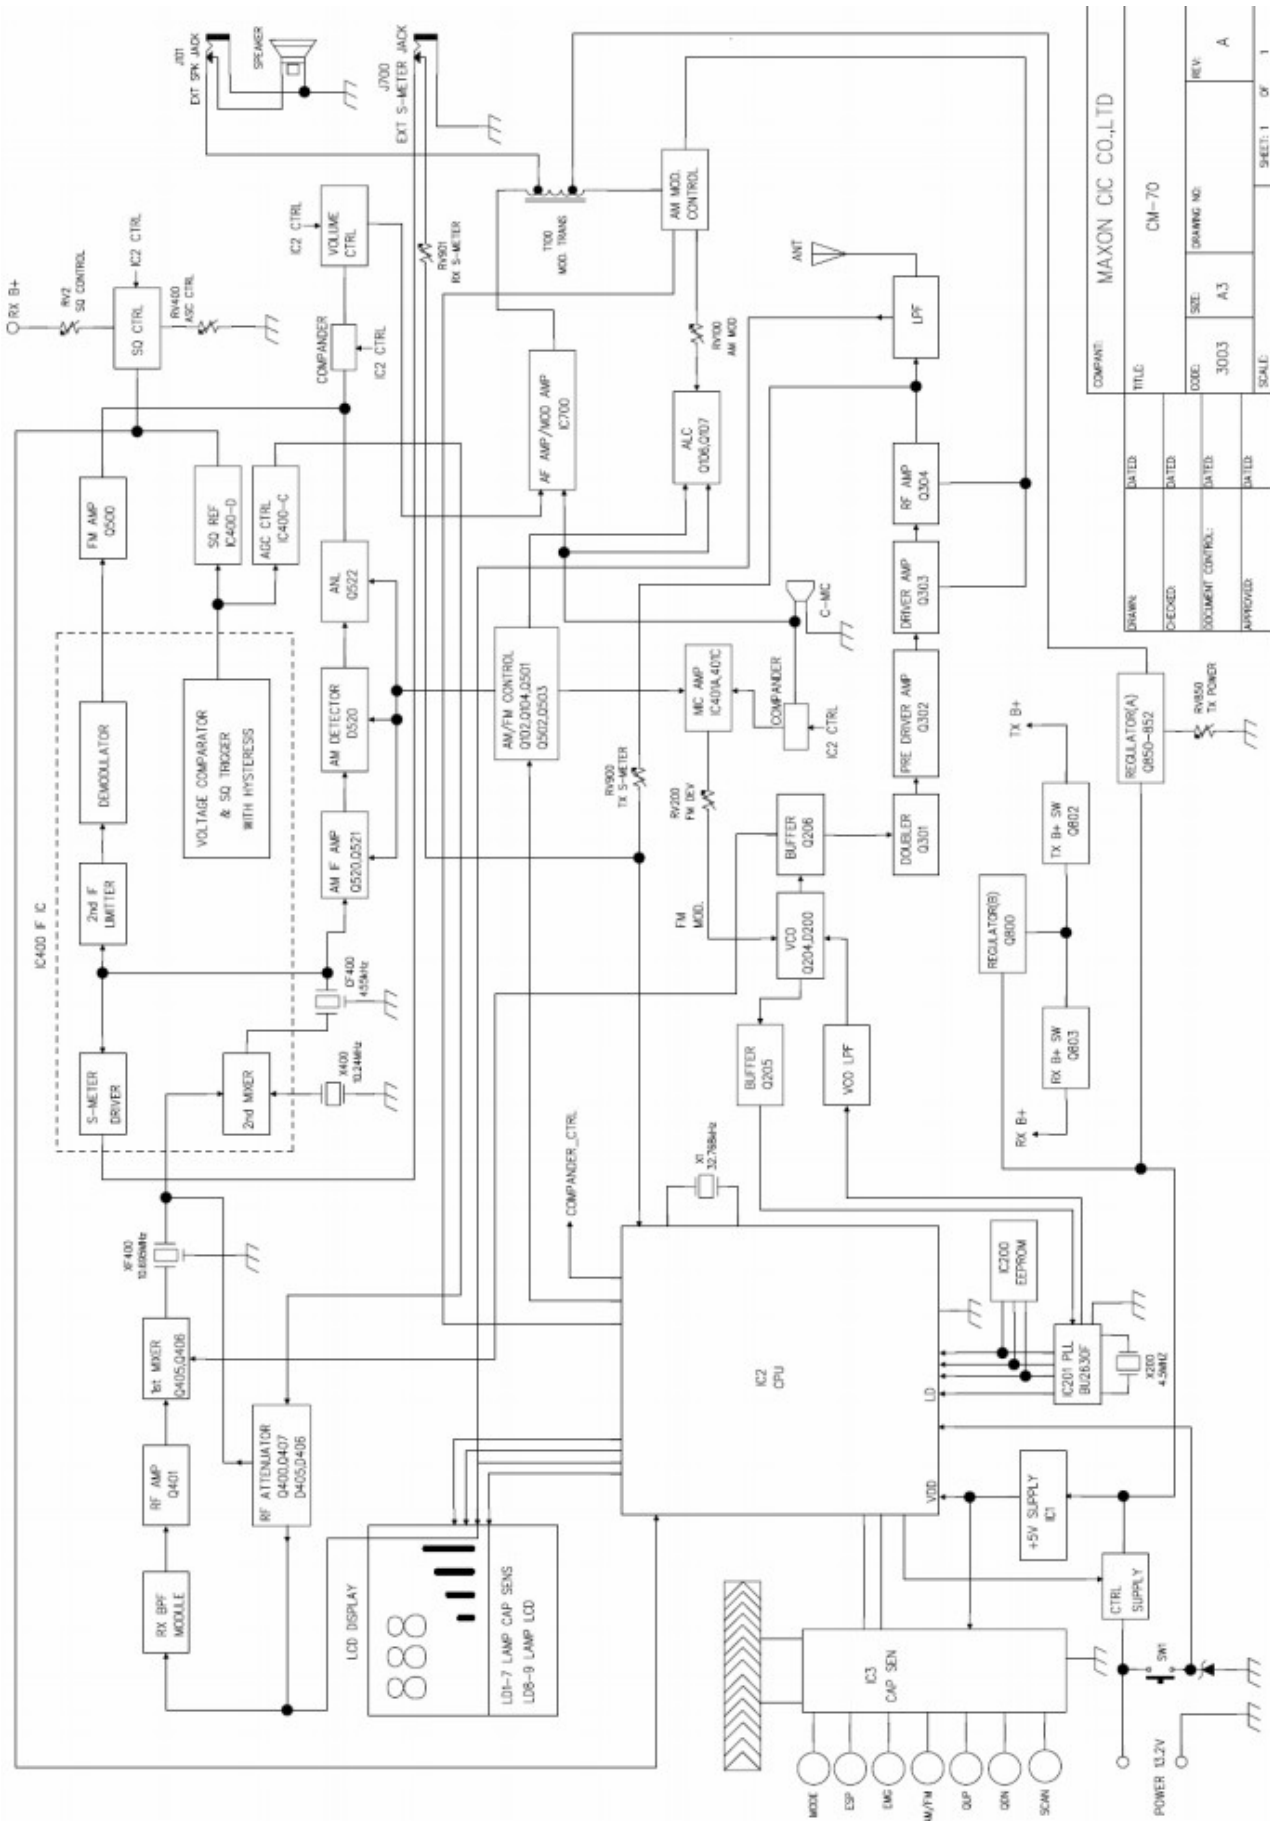 J101
EXT SPK JACK
SPEAKER
J700
EXT S-METER JACK
RX B+
RV2
SQ CONTROL
SQ CTRL
IC2 CTRL
RV400
ASC CTRL
COMPANDER
IC2 CTRL
VOLUME
CTRL
IC2 CTRL
RV901
RX S-METER
T100
MOD. TRANS
AM MOD.
CONTROL
RV100
AM MOD
ANT
LPF
FM AMP
Q500
SQ REF
IC400-D
AGC CTRL
IC400-C
ANL
Q522
AF AMP/MOD AMP
IC700
ALC
Q106,Q107
RF AMP
Q304
DRIVER AMP
Q303
PRE DRIVER AMP
Q302
DOUBLER
Q301
IC400 IF IC
DEMODULATOR
2nd IF
LIMITTER
S-METER
DRIVER
VOLTAGE COMPARATOR
& SQ TRIGGER
WITH HYSTERESIS
2nd MIXER
CF400
455kHz
X400
10.24MHz
AM DETECTOR
D520
AM IF AMP
Q520,Q521
AM/FM CONTROL
Q102,Q104,Q501
Q502,Q503
RV900
TX S-METER
MIC AMP
IC401A,401C
COMPANDER
IC2 CTRL
C-MIC
RV200
FM DEV
FM
MOD.
BUFFER
Q206
VCO
Q204,D200
BUFFER
Q205
VCO LPF
REGULATOR(A)
Q850-852
RV850
TX POWER
TX B+
TX B+ SW
Q802
REGULATOR(B)
Q800
RX B+ SW
Q803
RX B+
XF400
10.695MHz
1st MIXER
Q405,Q406
RF AMP
Q401
RX BPF
MODULE
RF ATTENUATOR
Q400,Q407
D405,D406
LCD DISPLAY
888
LD1-7 LAMP CAP SENS
LD8-9 LAMP LCD
COMPANDER_CTRL
X1
32.768kHz
IC2
CPU
LD
VDD
IC200
EEPROM
IC201 PLL
BU2630F
X200
4.5MHZ
+5V SUPPLY
IC1
CTRL
SUPPLY
SW1
IC3
CAP SEN
MODE
ESP
EMG
AM/FM
QUP
QDN
SCAN
POWER 13.2V
COMPANY:
MAXON CIC CO.,LTD
TITLE:
CM-70
CODE:
3003
SIZE:
A3
DRAWING NO:
REV:
A
SCALE:
SHEET: 1 OF 1
DRAWN:
DATED:
CHECKED:
DATED:
DOCUMENT CONTROL:
DATED:
APPROVED:
DATED: